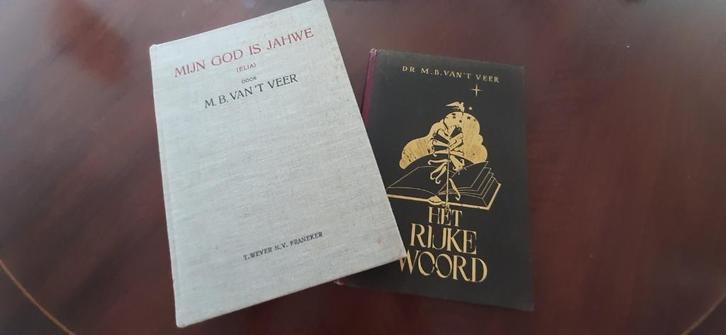 MIJN GOD IS JAHWE
(ELIA)
DOOR
M. B. VAN 'T VEER
T. WEVER N.V. FRANEKER
DR M. B. VAN 'T VEER
HET
RIJKE
WOORD